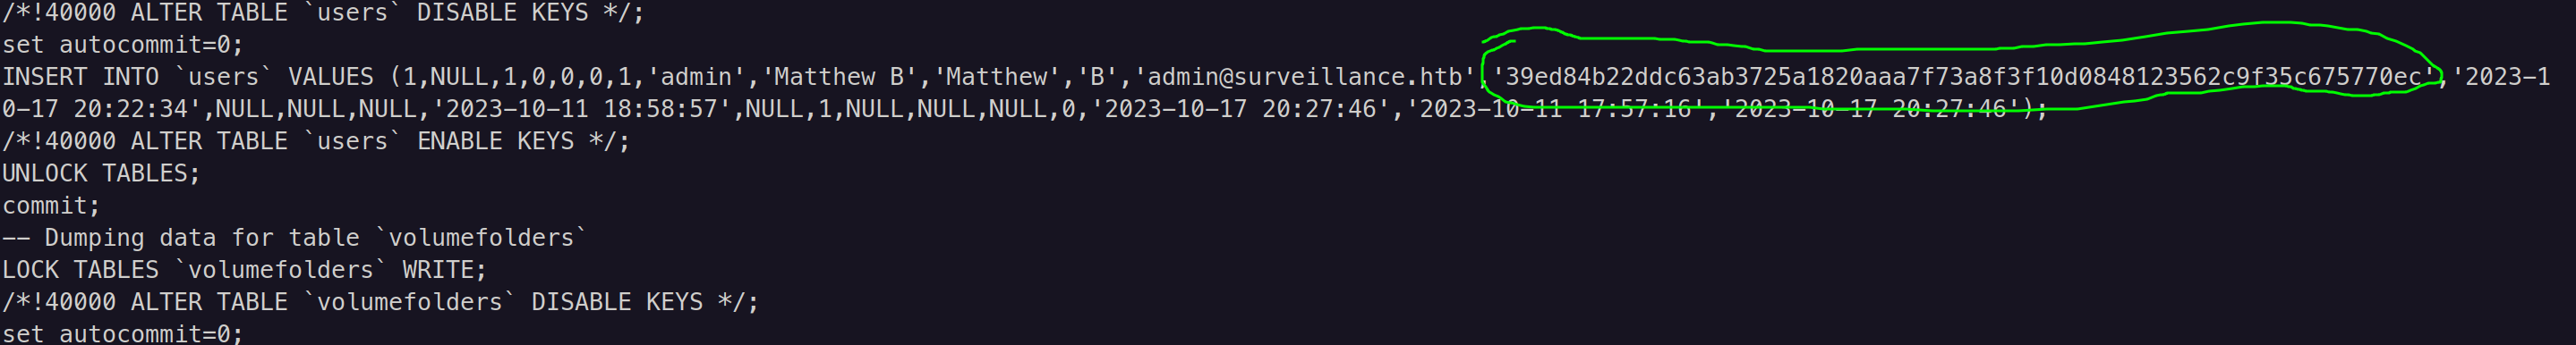 /*!40000 ALTER TABLE `users` DISABLE KEYS */;
set autocommit=0;
INSERT INTO `users` VALUES (1,NULL,1,0,0,0,1,'admin','Matthew B','Matthew','B','admin@surveillance.htb','39ed84b22ddc63ab3725a1820aaa7f73a8f3f10d0848123562c9f35c675770ec','2023-1
0-17 20:22:34',NULL,NULL,NULL,'2023-10-11 18:58:57',NULL,1,NULL,NULL,NULL,0,'2023-10-17 20:27:46','2023-10-11 17:57:16','2023-10-17 20:27:46');
/*!40000 ALTER TABLE `users` ENABLE KEYS */;
UNLOCK TABLES;
commit;
-- Dumping data for table `volumefolders`
LOCK TABLES `volumefolders` WRITE;
/*!40000 ALTER TABLE `volumefolders` DISABLE KEYS */;
set autocommit=0;